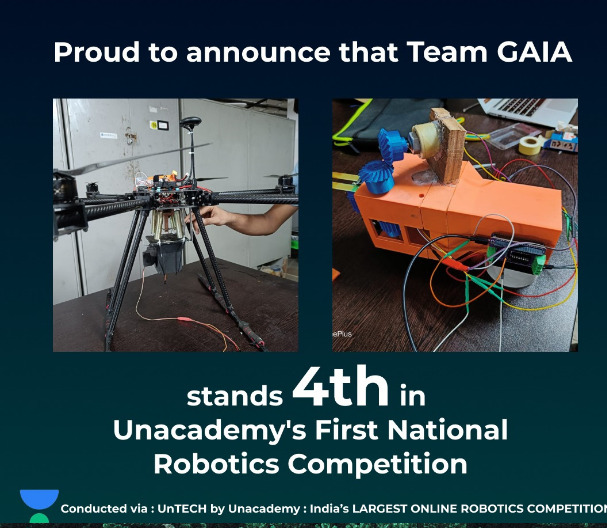 Proud to announce that Team GAIA
ePlus
stands 4th in
Unacademy's First National
Robotics Competition
Conducted via : UnTECH by Unacademy : India's LARGEST ONLINE ROBOTICS COMPETITION